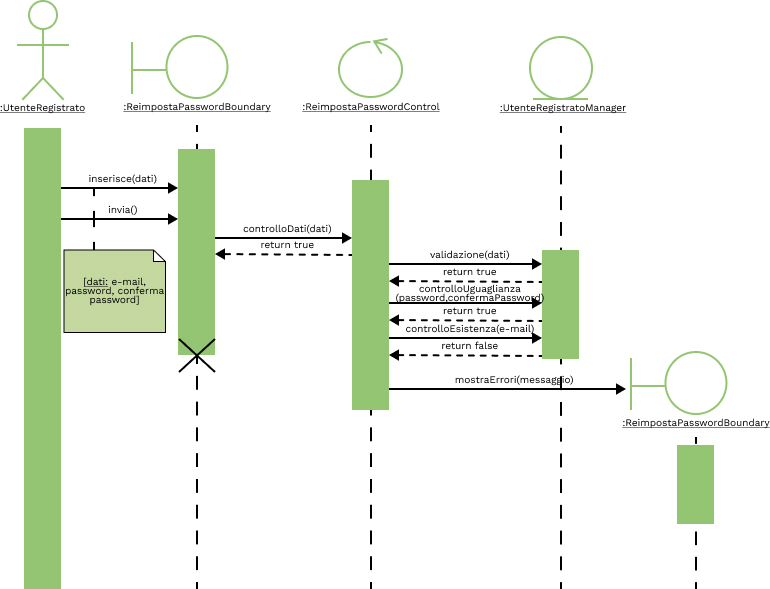 :UtenteRegistrato
:ReimpostaPasswordBoundary
:ReimpostaPasswordControl
:UtenteRegistratoManager
inserisce(dati)
invia()
controlloDati(dati)
return true
validazione(dati)
return true
controlloUguaglianza
(password,confermaPassword)
return true
controlloEsistenza(e-mail)
return false
[dati: e-mail,
password, conferma
password]
mostraErrori(messaggio)
:ReimpostaPasswordBoundary